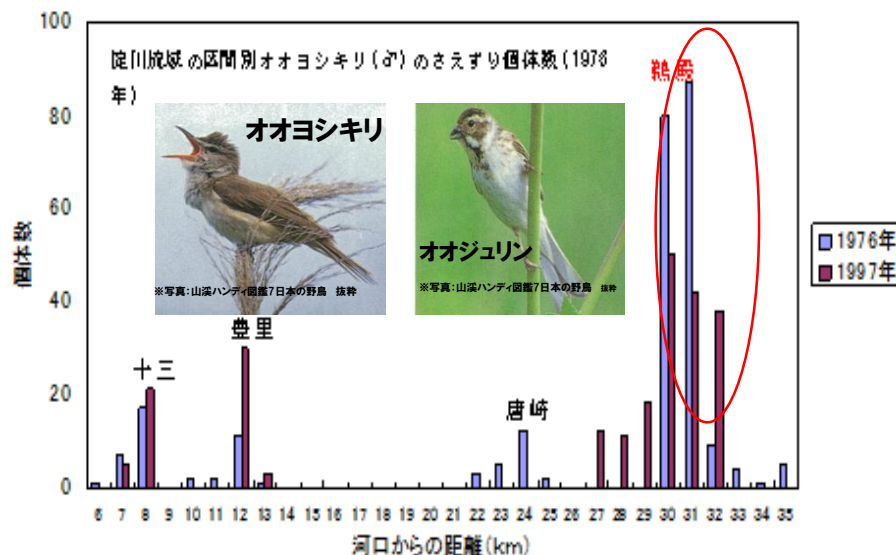 淀川流域の区間別オオヨシキリ(♂)のさえずり個体数(1976
年)
鵜殿
オオヨシキリ
※写真：山渓ハンディ図鑑7日本の野鳥 抜粋
オオジュリン
※写真：山渓ハンディ図鑑7日本の野鳥 抜粋
十三
豊里
唐崎
個体数
100
80
60
40
20
0
6 7 8 9 10 11 12 13 14 15 16 17 18 19 20 21 22 23 24 25 26 27 28 29 30 31 32 33 34 35
河口からの距離(km)
1976年
1997年